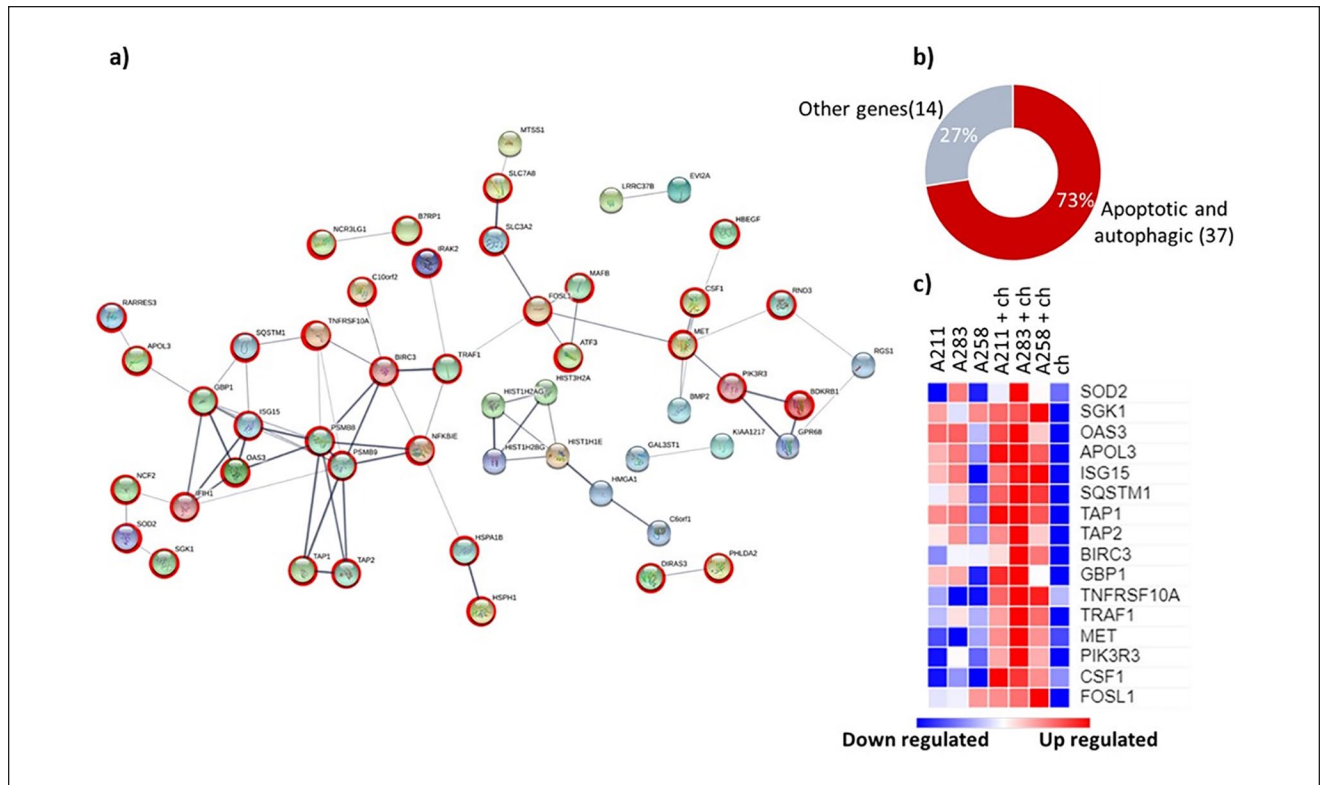 a)
MTSS1
SLC7A8
SLC3A2
LRRC37B
EVI2A
NCR3LG1
B7RP1
IRAK2
HBEGF
C10orf2
MAFB
FOSL1
CSF1
RND3
RARRES3
APOL3
SQSTM1
TNFRSF10A
BIRC3
TRAF1
ATF3
MET
RGS1
HIST3H2A
HIST1H2AG
PIK3R3
BDKRB1
GBP1
ISG15
BMP2
PSMB8
PSMB9
NFKBIE
HIST1H2BG
HIST1H1E
GAL3ST1
KIAA1217
GPR68
OAS3
NCF2
IFIH1
HMGA1
SOD2
SGK1
C6orf1
TAP1
TAP2
HSPA1B
HSPH1
DIRAS3
PHLDA2
b)
Other genes(14)
27%
73%
Apoptotic and
autophagic (37)
c)
A211
A283
A258
A211 + ch
A283 + ch
A258 + ch
ch
SOD2
SGK1
OAS3
APOL3
ISG15
SQSTM1
TAP1
TAP2
BIRC3
GBP1
TNFRSF10A
TRAF1
MET
PIK3R3
CSF1
FOSL1
Down regulated
Up regulated